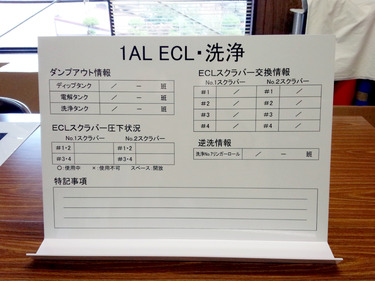 1AL ECL・洗浄
ダンプアウト情報
ディップタンク ／ － 班
電解タンク ／ － 班
洗浄タンク ／ － 班
ECLスクラバー圧下状況
No.1スクラバー No.2スクラバー
#1・2 #1・2
#3・4 #3・4
〇:使用中 ×:使用不可 スペース:開放
ECLスクラバー交換情報
No.1スクラバー No.2スクラバー
#1 ／ #1 ／
#2 ／ #2 ／
#3 ／ #3 ／
#4 ／ #4 ／
逆洗情報
洗浄No.7リンガーロール ／ － 班
特記事項